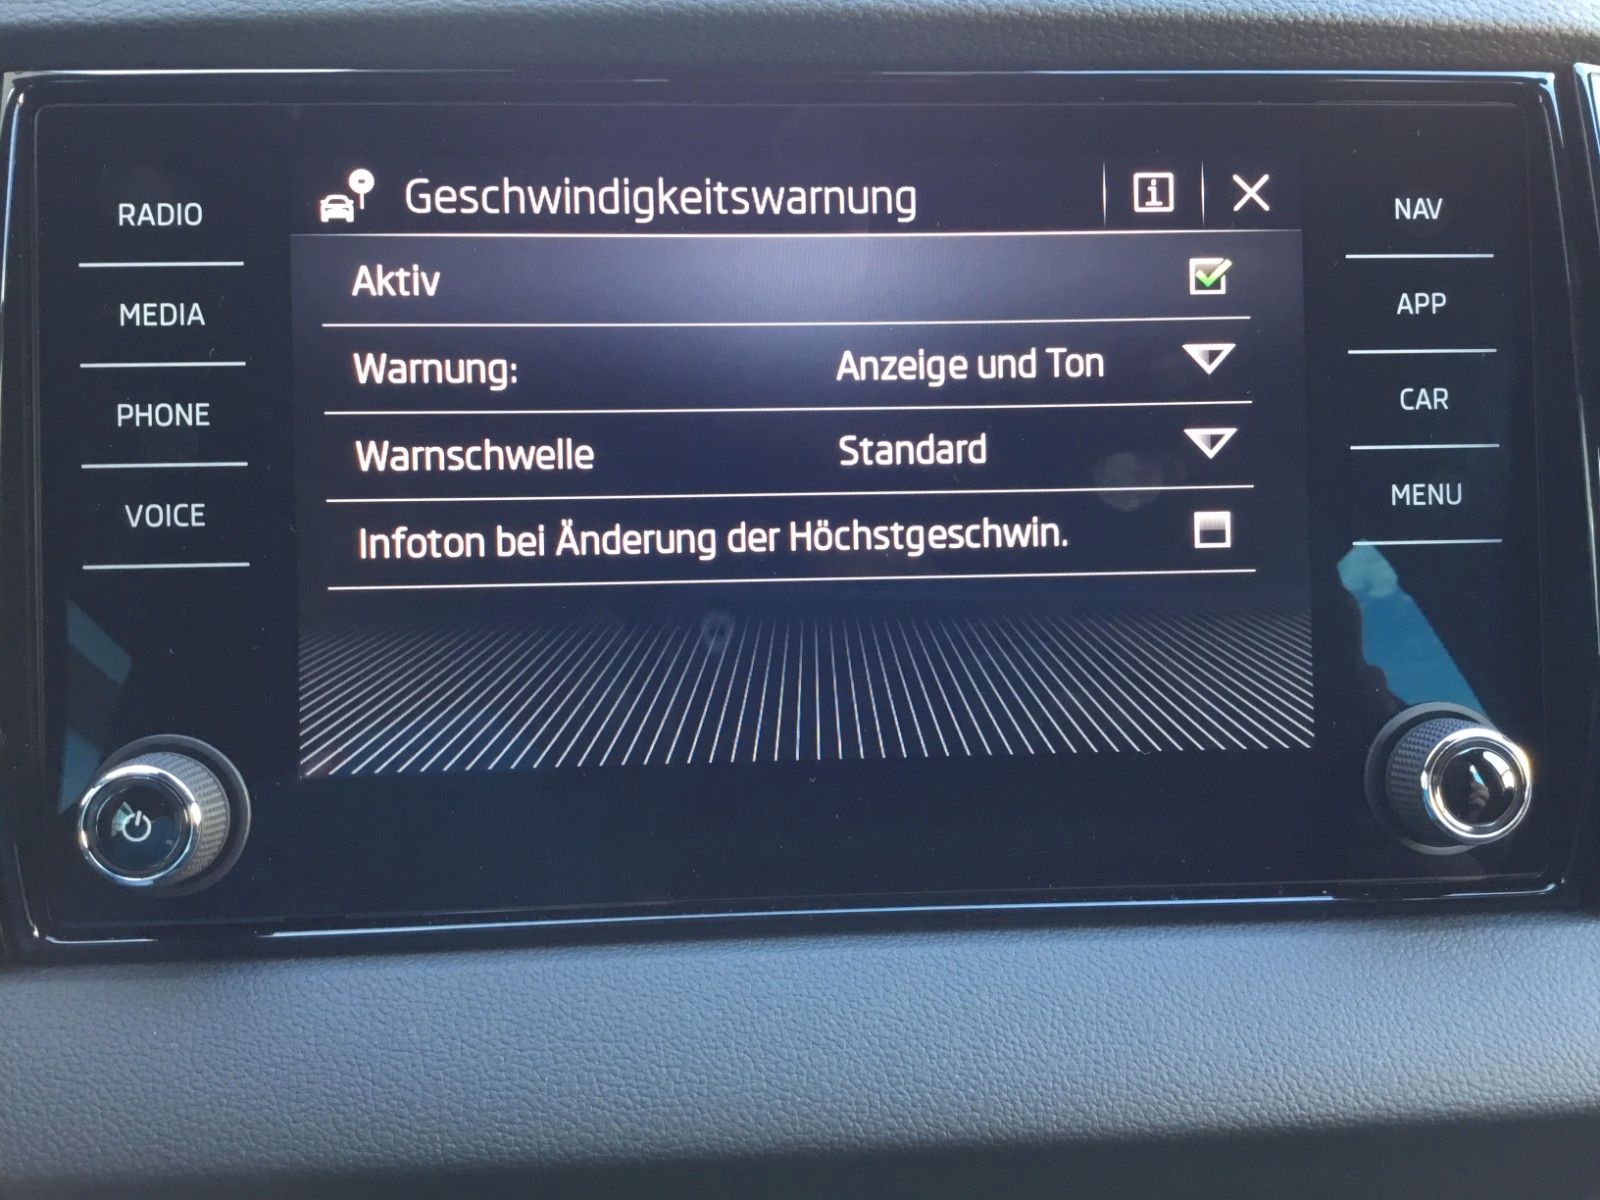 RADIO
MEDIA
PHONE
VOICE
Geschwindigkeitswarnung
Aktiv
Warnung: Anzeige und Ton
Warnschwelle Standard
Infoton bei Änderung der Höchstgeschwin.
NAV
APP
CAR
MENU